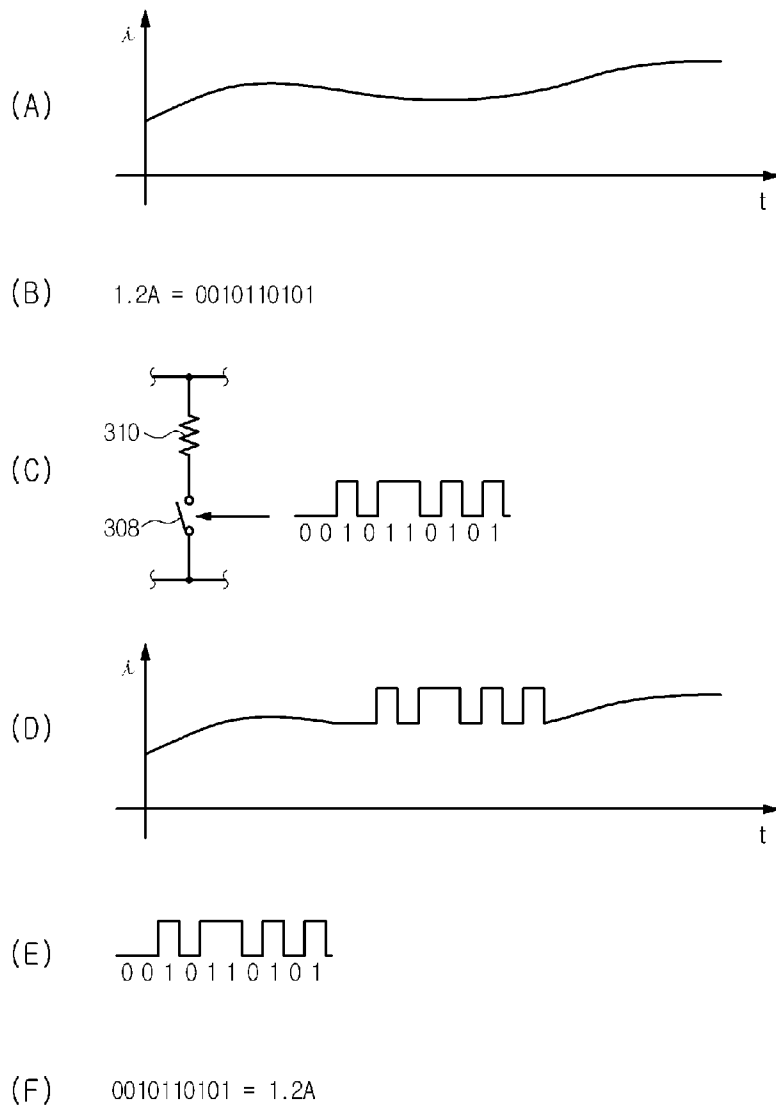 i
(A)
t
(B) 1.2A = 0010110101
310
(C)
308
0 0 1 0 1 1 0 1 0 1
i
(D)
t
(E)
0 0 1 0 1 1 0 1 0 1
(F) 0010110101 = 1.2A